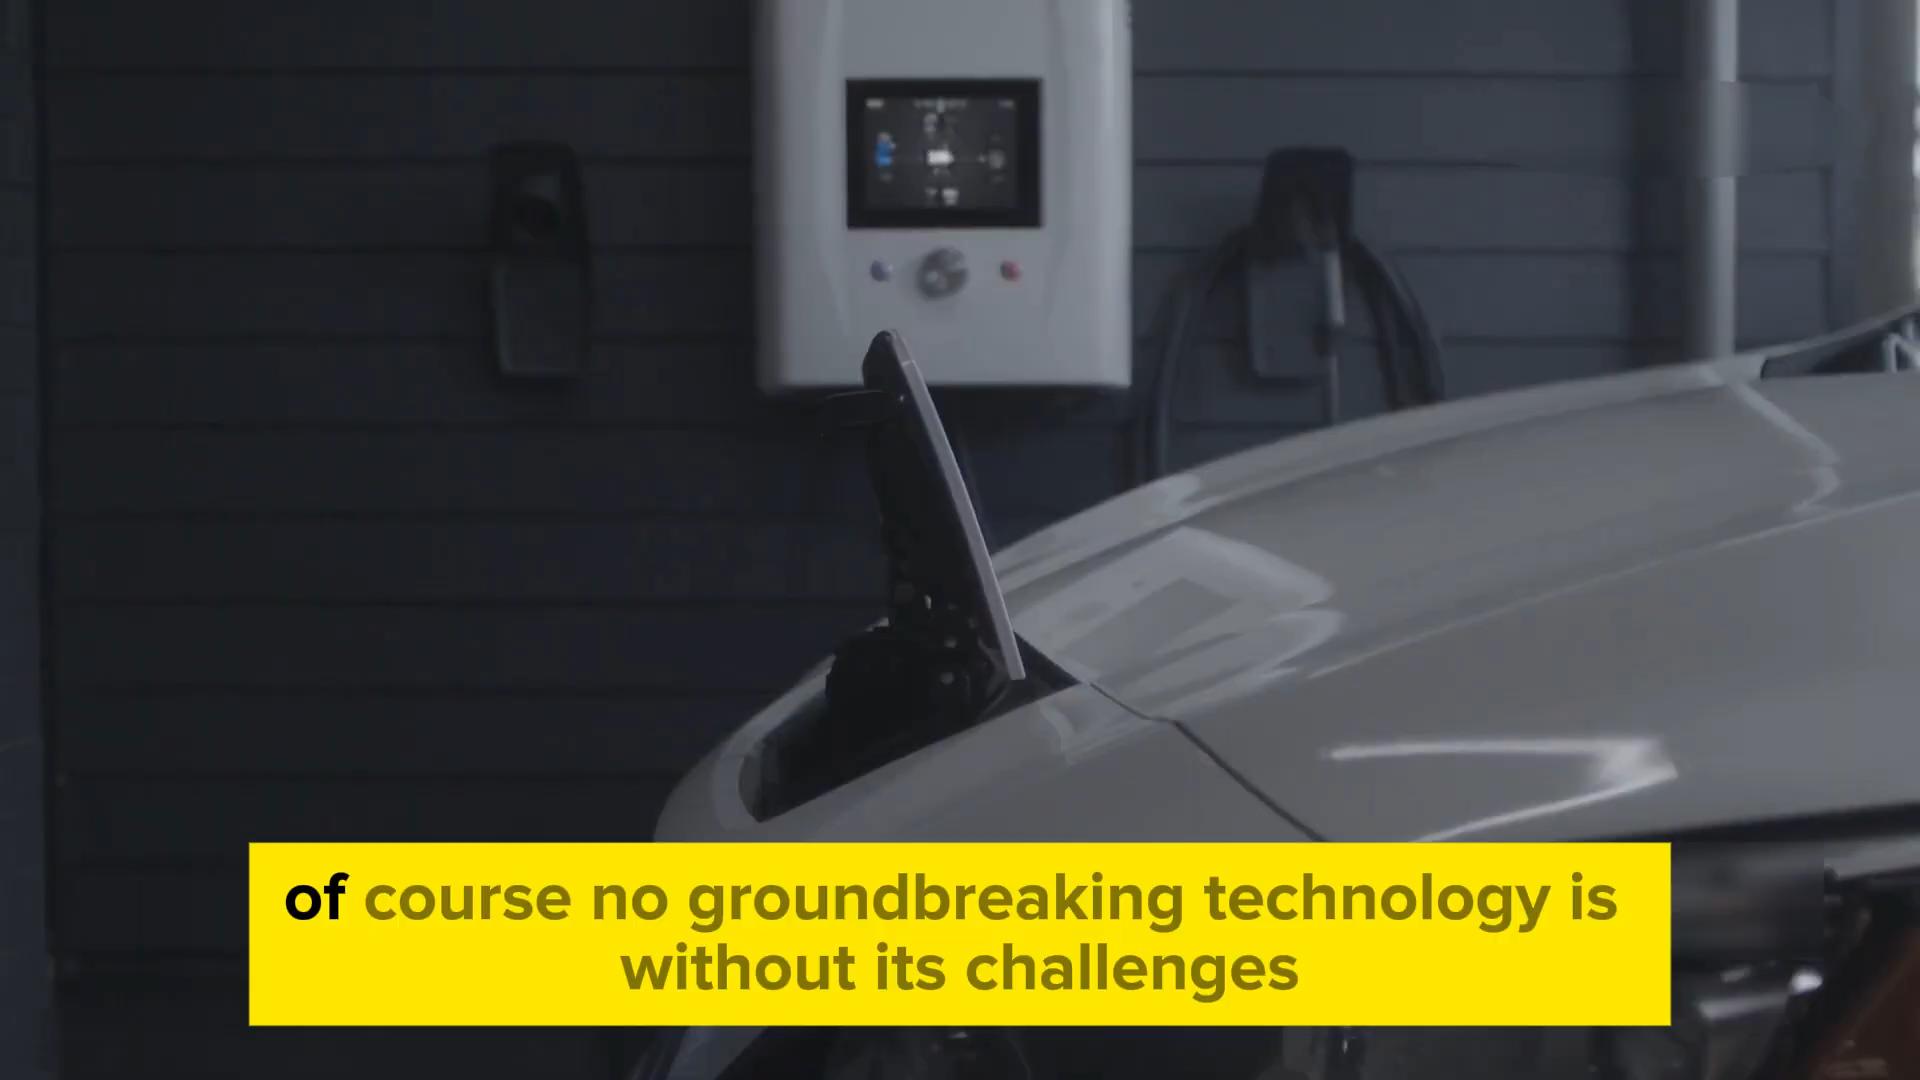 of course no groundbreaking technology is
without its challenges